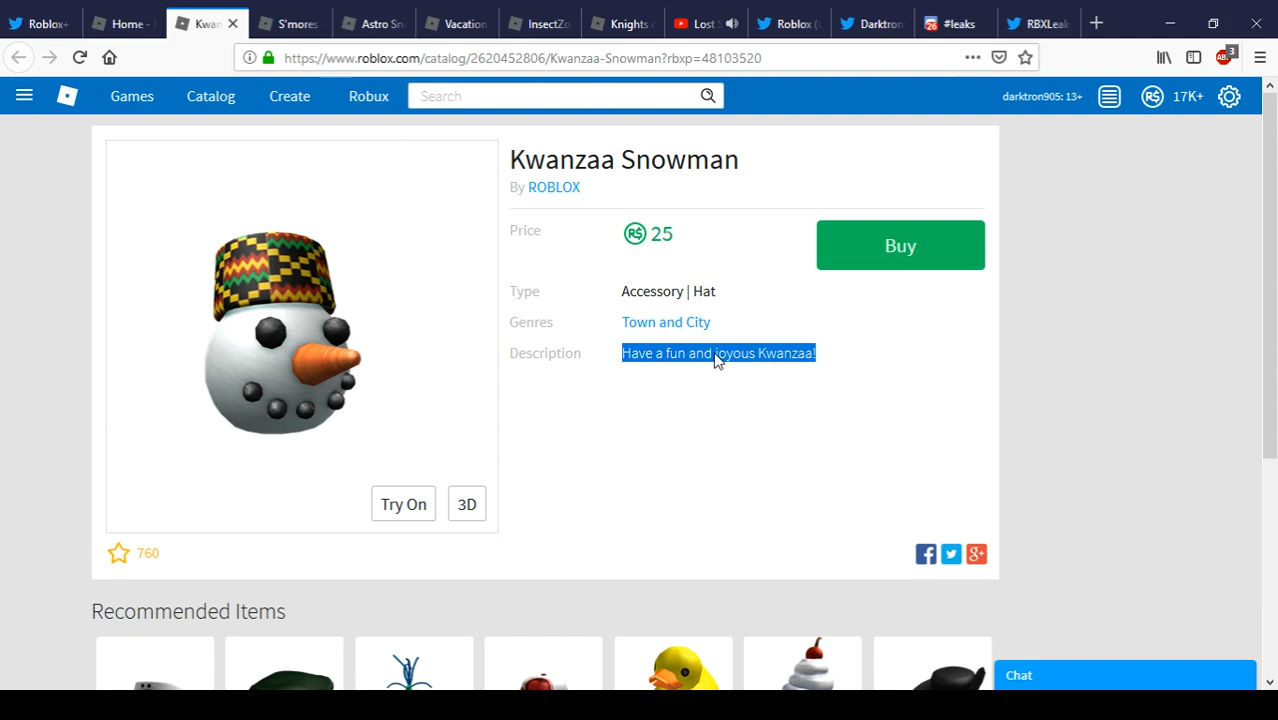 Roblox+
Home -
Kwan
S'mores
Astro Sn
Vacation
InsectZo
Knights
Lost
Roblox (
Darktron
#leaks
RBXLeak
https://www.roblox.com/catalog/2620452806/Kwanzaa-Snowman?rbxp=48103520
3
Games
Catalog
Create
Robux
Search
darktron905: 13+
R$
17K+
Kwanzaa Snowman
By ROBLOX
Price
R$ 25
Buy
Type
Accessory | Hat
Genres
Town and City
Description
Have a fun and joyous Kwanzaa!
Try On
3D
760
Recommended Items
Chat